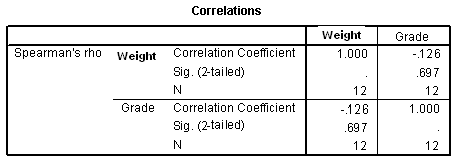 Correlations
Weight Grade
Spearman's rho Weight Correlation Coefficient 1.000 -.126
Sig. (2-tailed) . .697
N 12 12
Grade Correlation Coefficient -.126 1.000
Sig. (2-tailed) .697 .
N 12 12